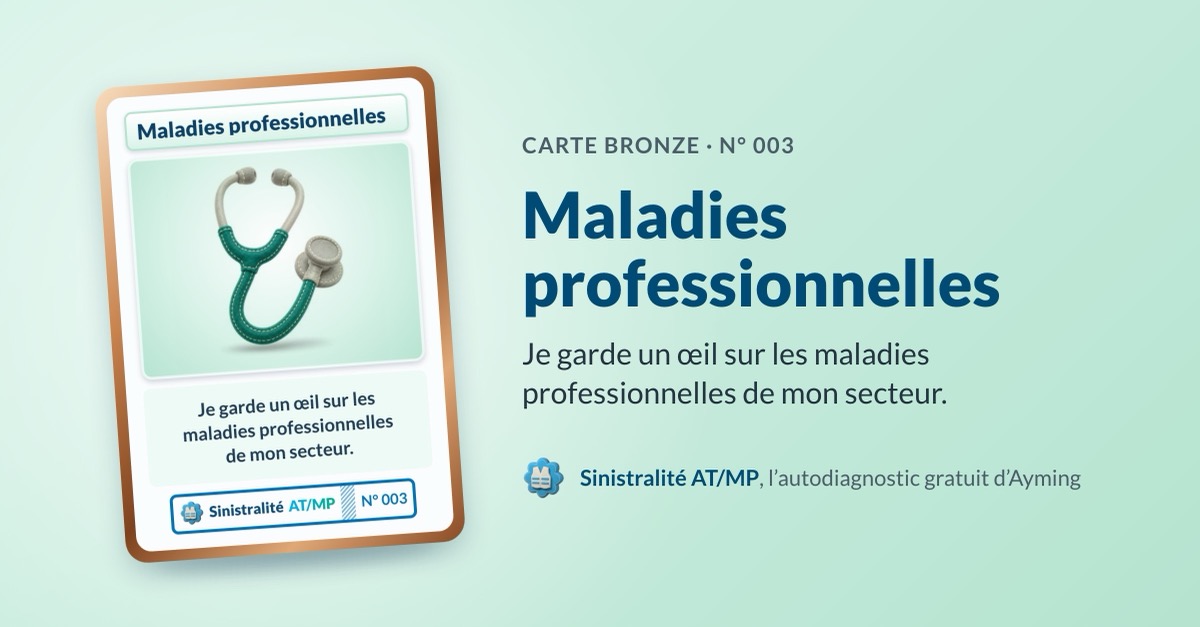 Maladies professionnelles
Je garde un œil sur les
maladies professionnelles
de mon secteur.
Sinistralité AT/MP N° 003
CARTE BRONZE · N° 003
Maladies
professionnelles
Je garde un œil sur les maladies
professionnelles de mon secteur.
Sinistralité AT/MP, l’autodiagnostic gratuit d’Ayming